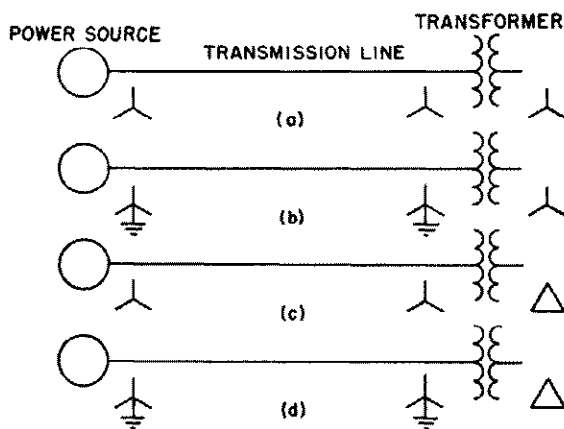 POWER SOURCE
TRANSMISSION LINE
TRANSFORMER
(a)
(b)
(c)
(d)